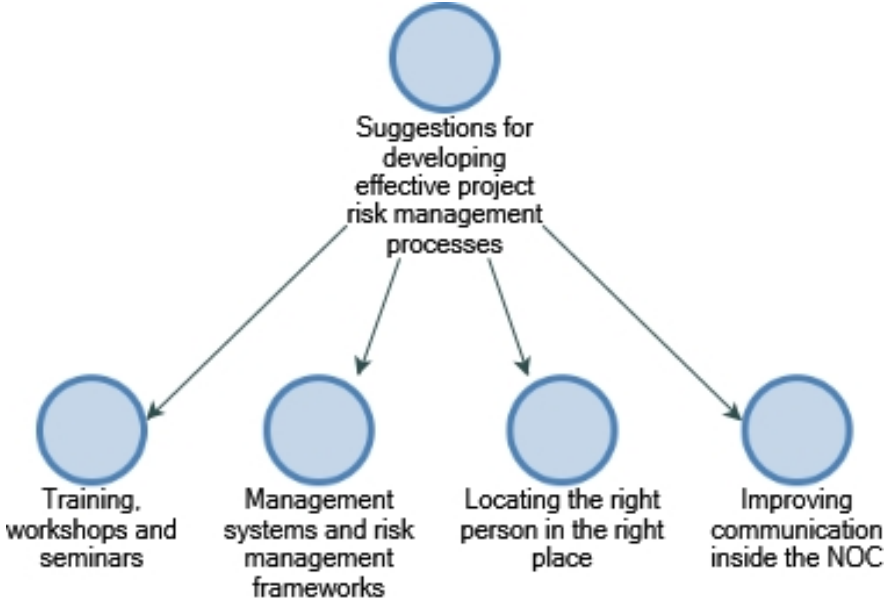 Suggestions for
developing
effective project
risk management
processes
Training,
workshops and
seminars
Management
systems and risk
management
frameworks
Locating the right
person in the right
place
Improving
communication
inside the NOC